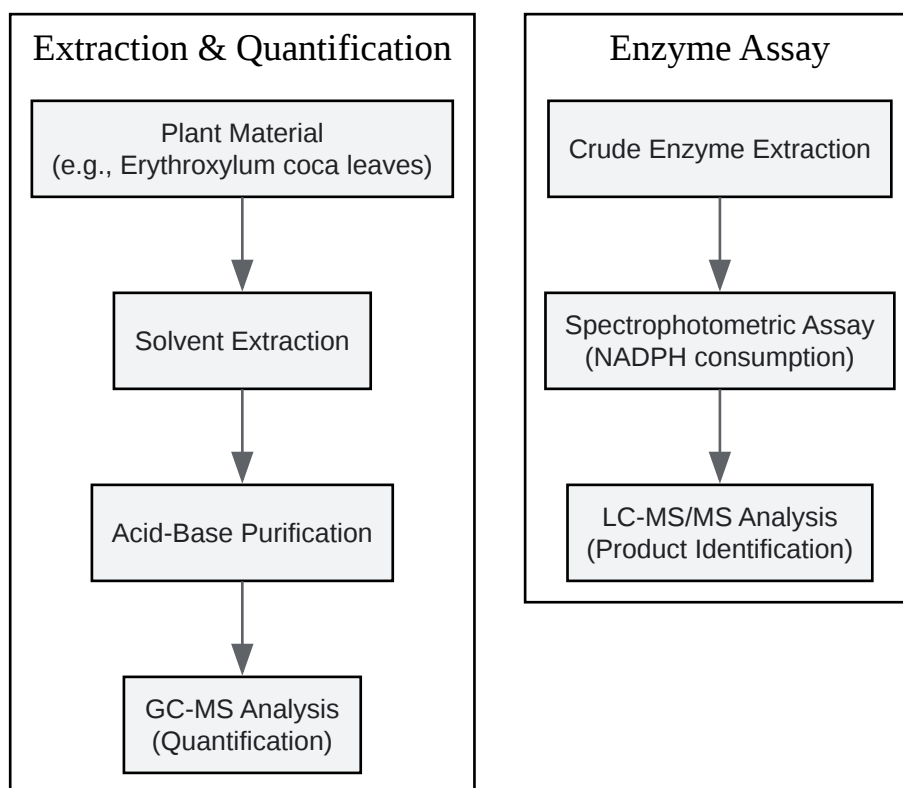 Extraction & Quantification
Plant Material
(e.g., Erythroxylum coca leaves)
Solvent Extraction
Acid-Base Purification
GC-MS Analysis
(Quantification)
Enzyme Assay
Crude Enzyme Extraction
Spectrophotometric Assay
(NADPH consumption)
LC-MS/MS Analysis
(Product Identification)